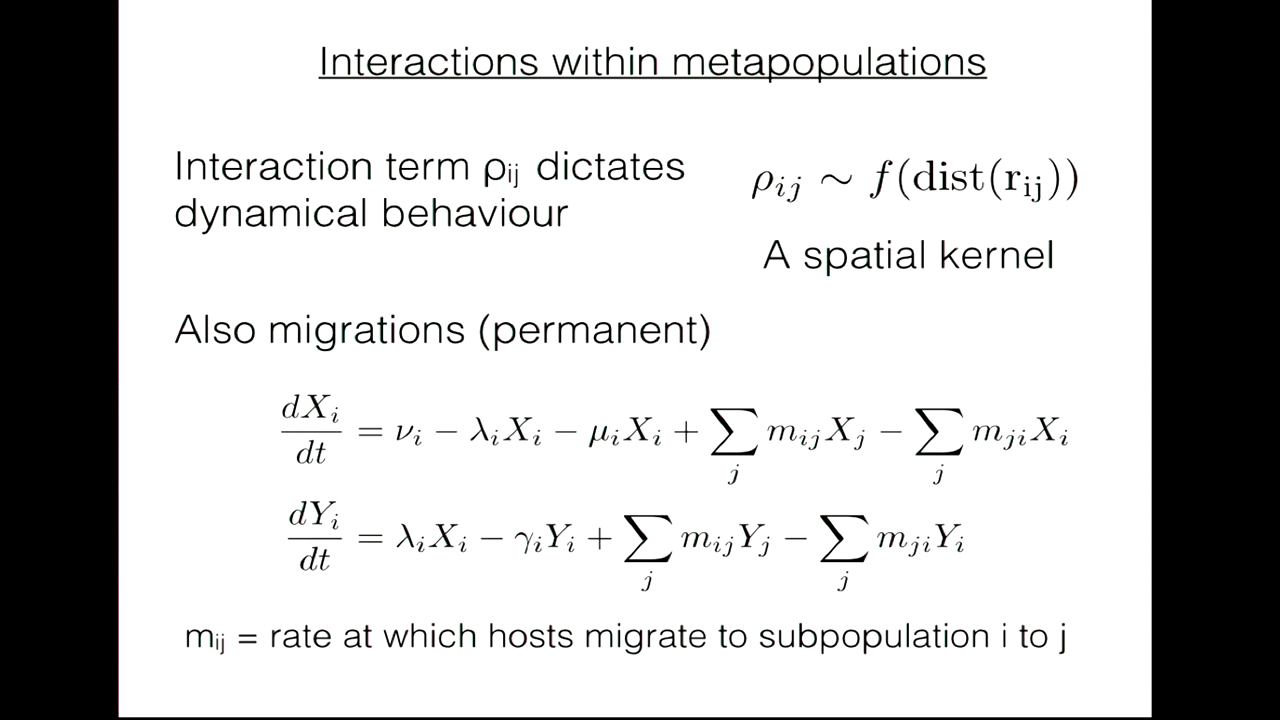 Interactions within metapopulations
Interaction term ρij dictates
dynamical behaviour
ρij ∼ f(dist(rij))
A spatial kernel
Also migrations (permanent)
dXi/dt = νi − λiXi − μiXi + ∑j mijXj − ∑j mjiXi
dYi/dt = λiXi − γiYi + ∑j mijYj − ∑j mjiYi
mij = rate at which hosts migrate to subpopulation i to j